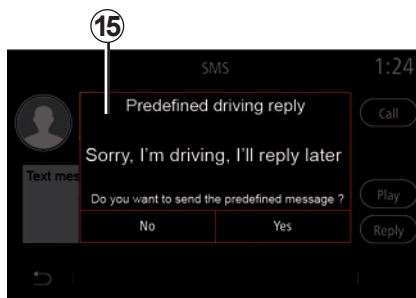 15
SMS 1:24
Predefined driving reply
Call
Sorry, I'm driving, I'll reply later
Text mes
Do you want to send the predefined message ?
Play
No Yes
Reply